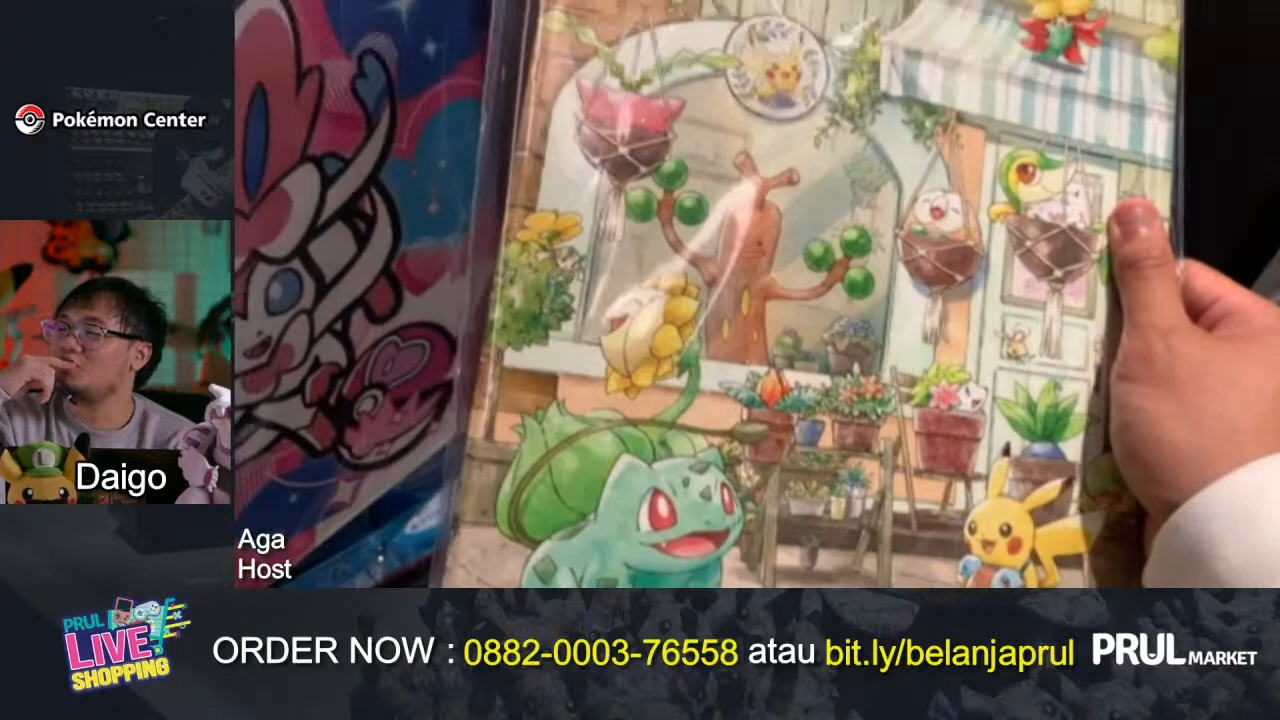 Pokémon Center
Daigo
Aga
Host
PRUL
LIVE!
SHOPPING
ORDER NOW : 0882-0003-76558 atau bit.ly/belanjaprul
PRUL MARKET